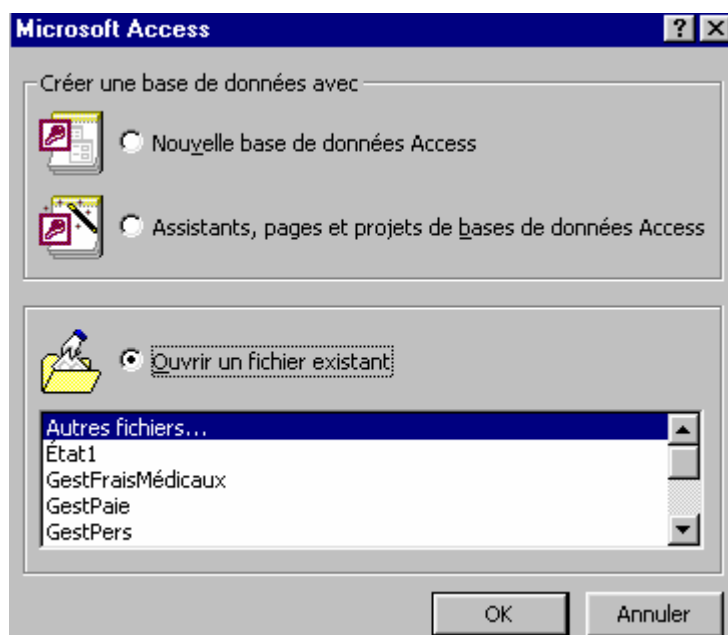 Microsoft Access
Créer une base de données avec
Nouvelle base de données Access
Assistants, pages et projets de bases de données Access
Ouvrir un fichier existant
Autres fichiers...
État1
GestFraisMédicaux
GestPaie
GestPers
OK Annuler